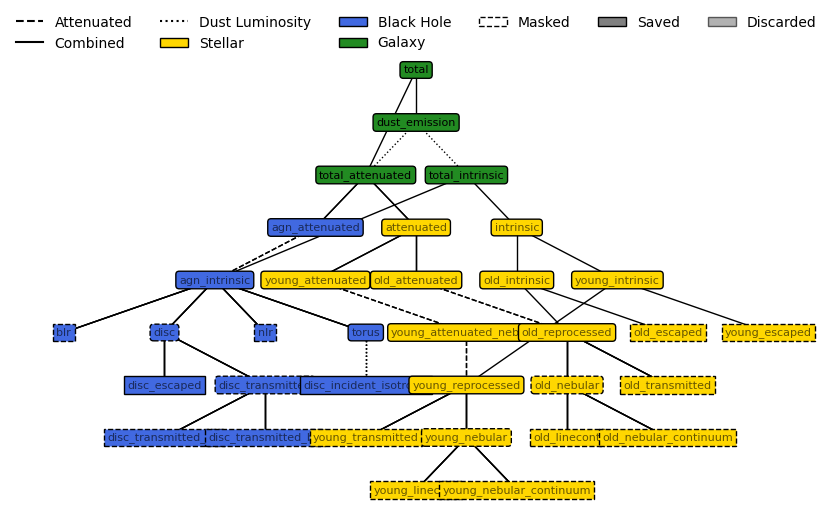 Attenuated Dust Luminosity Black Hole Masked Saved Discarded
Combined Stellar Galaxy
total
dust_emission
total_attenuated total_intrinsic
agn_attenuated attenuated intrinsic
agn_intrinsic young_attenuated old_attenuated old_intrinsic young_intrinsic
blr disc nlr torus young_attenuated_neb old_reprocessed old_escaped young_escaped
disc_escaped disc_transmitte disc_incident_isotr young_reprocessed old_nebular old_transmitted
disc_transmitted disc_transmitted_ young_transmitted young_nebular old_linecont old_nebular_continuum
young_linec young_nebular_continuum